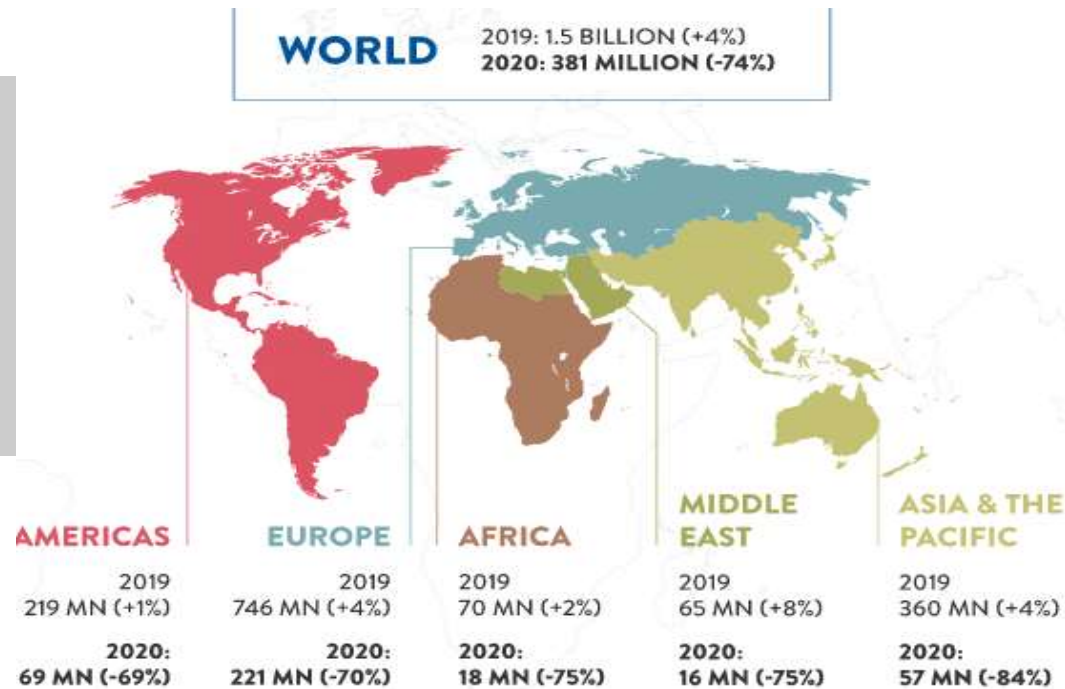 WORLD
2019: 1.5 BILLION (+4%)
2020: 381 MILLION (-74%)
AMERICAS
2019
219 MN (+1%)
2020:
69 MN (-69%)
EUROPE
2019
746 MN (+4%)
2020:
221 MN (-70%)
AFRICA
2019
70 MN (+2%)
2020:
18 MN (-75%)
MIDDLE
EAST
2019
65 MN (+8%)
2020:
16 MN (-75%)
ASIA & THE
PACIFIC
2019
360 MN (+4%)
2020:
57 MN (-84%)